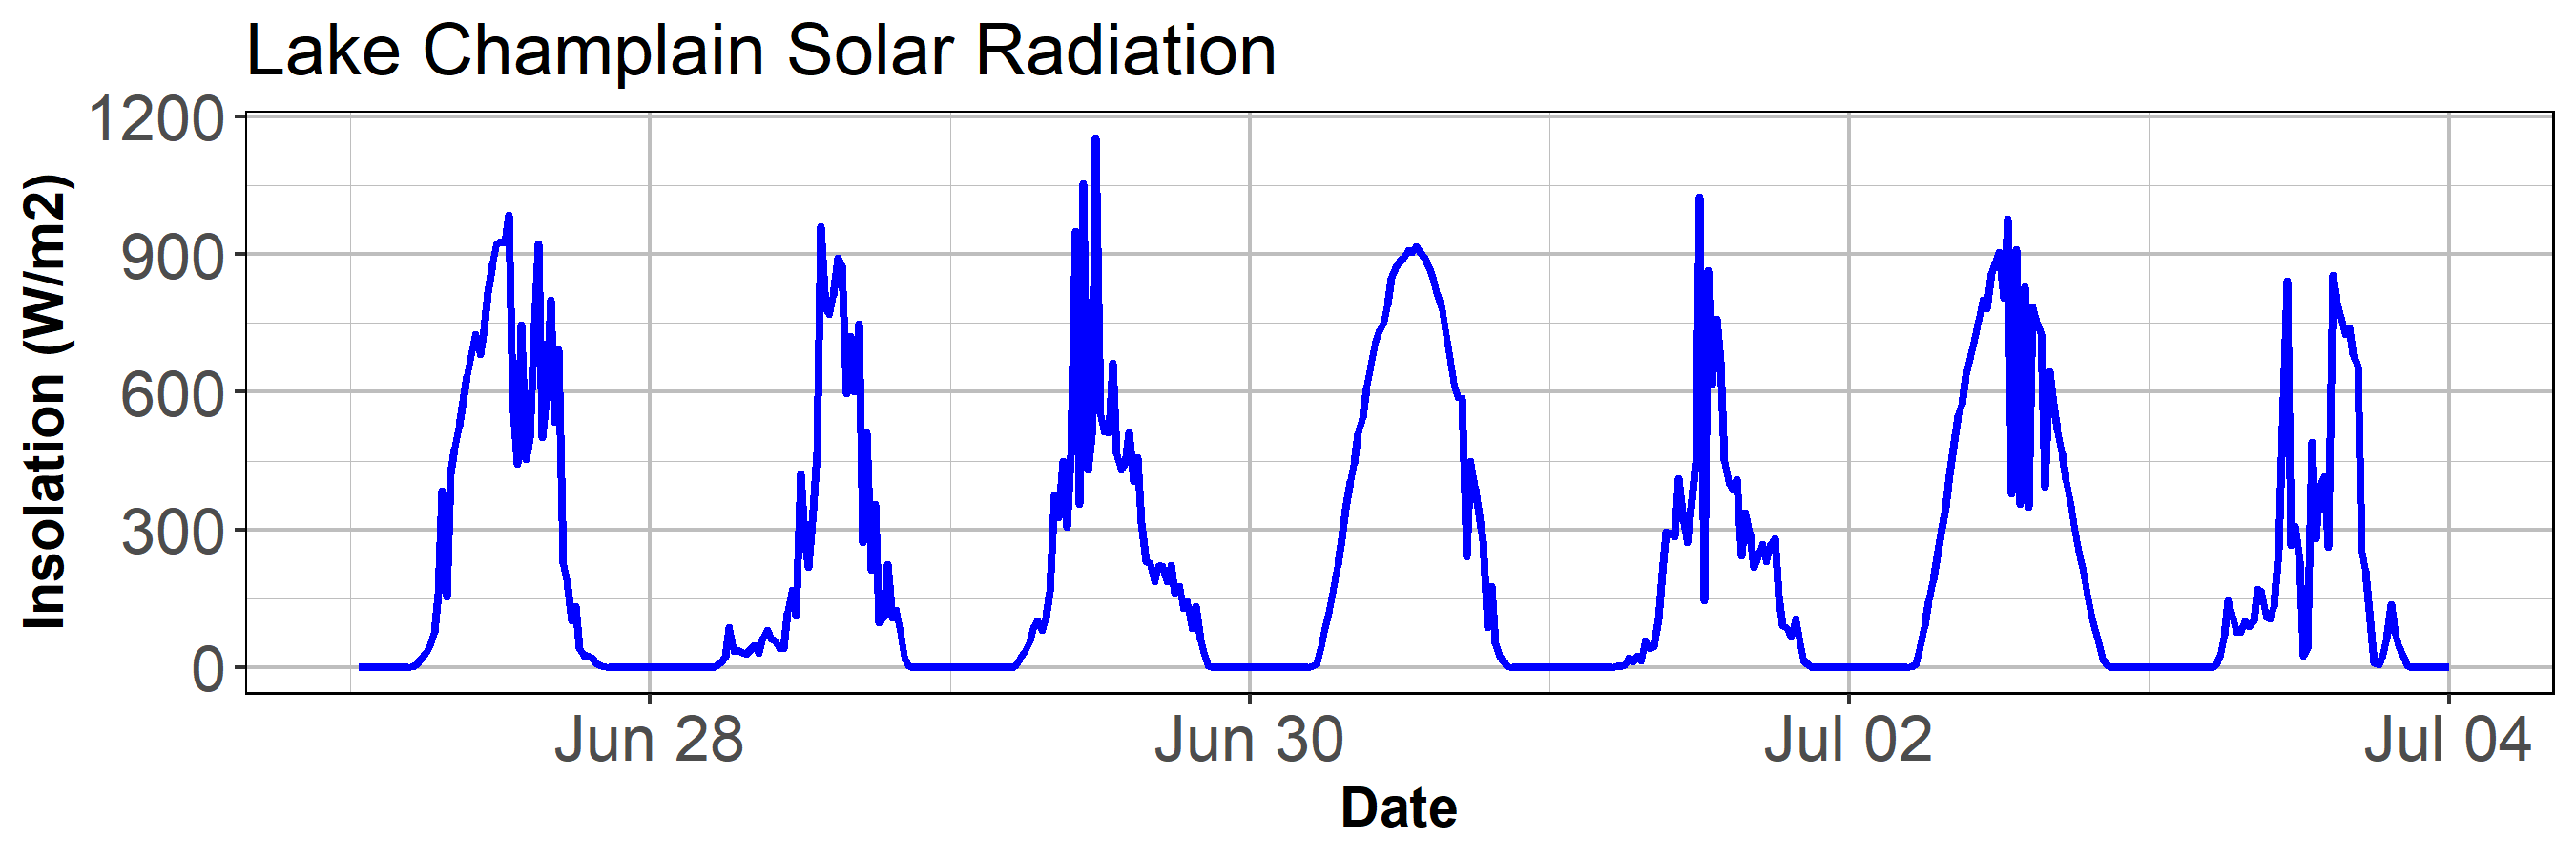 Lake Champlain Solar Radiation
1200
900
600
300
0
Insolation (W/m2)
Jun 28
Jun 30
Jul 02
Jul 04
Date